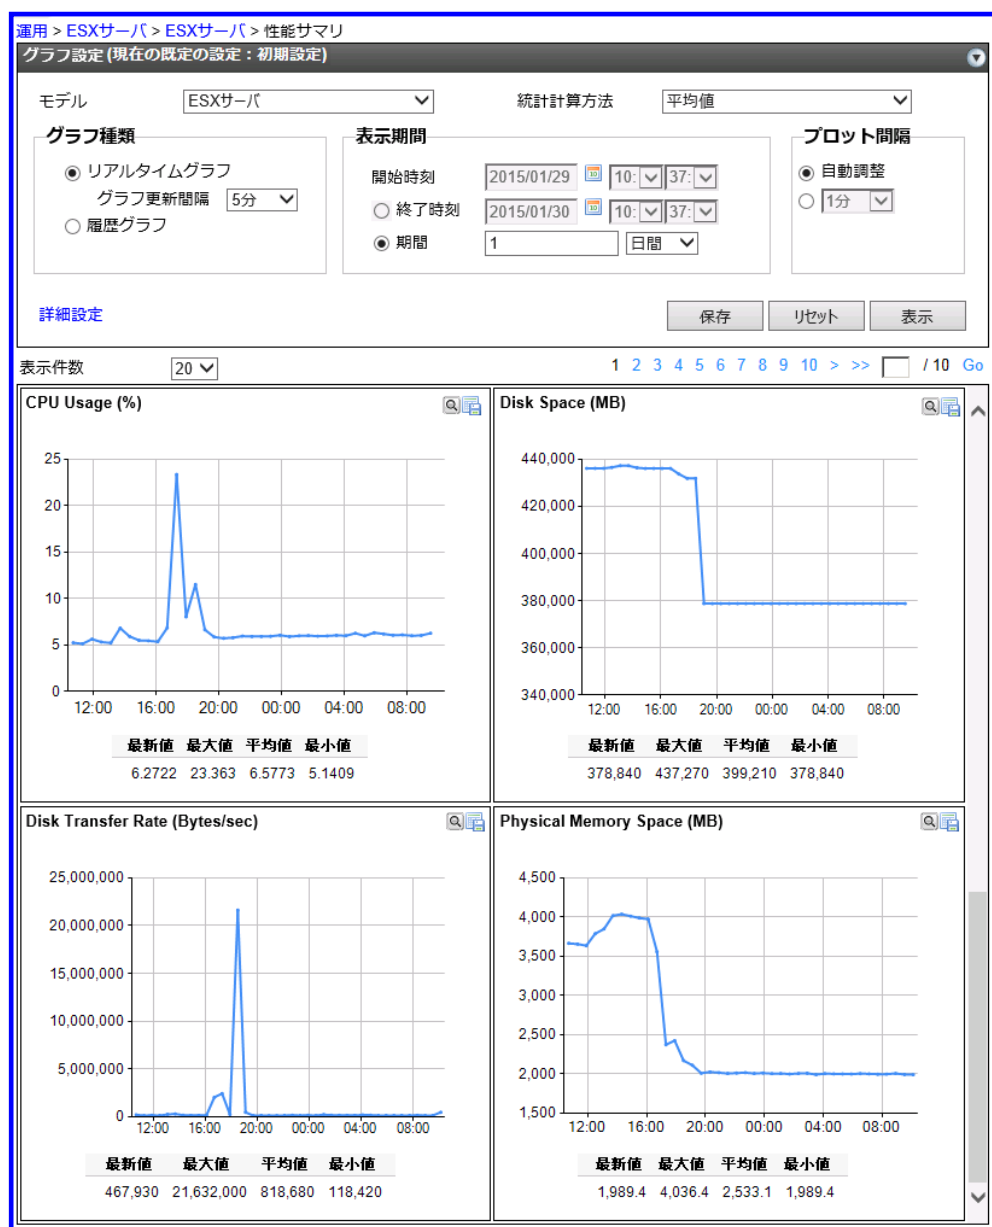 運用 > ESXサーバ > ESXサーバ > 性能サマリ
グラフ設定 (現在の既定の設定：初期設定)
モデル ESXサーバ 統計計算方法 平均値
グラフ種類 表示期間 プロット間隔
リアルタイムグラフ 開始時刻 2015/01/29 10: 37: 自動調整
グラフ更新間隔 5分 終了時刻 2015/01/30 10: 37: 1分
履歴グラフ 期間 1 日間
詳細設定 保存 リセット 表示
表示件数 20 1 2 3 4 5 6 7 8 9 10 > >> / 10 Go
CPU Usage (%)
25
20
15
10
5
0
12:00 16:00 20:00 00:00 04:00 08:00
最新値 最大値 平均値 最小値
6.2722 23.363 6.5773 5.1409
Disk Space (MB)
440,000
420,000
400,000
380,000
360,000
340,000
12:00 16:00 20:00 00:00 04:00 08:00
最新値 最大値 平均値 最小値
378,840 437,270 399,210 378,840
Disk Transfer Rate (Bytes/sec)
25,000,000
20,000,000
15,000,000
10,000,000
5,000,000
0
12:00 16:00 20:00 00:00 04:00 08:00
最新値 最大値 平均値 最小値
467,930 21,632,000 818,680 118,420
Physical Memory Space (MB)
4,500
4,000
3,500
3,000
2,500
2,000
1,500
12:00 16:00 20:00 00:00 04:00 08:00
最新値 最大値 平均値 最小値
1,989.4 4,036.4 2,533.1 1,989.4